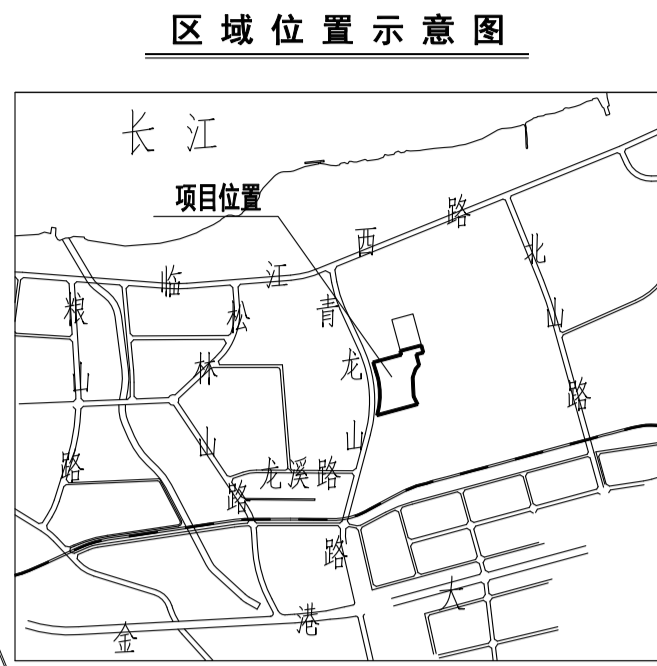 区域位置示意图
长江
项目位置
临江西路
粮山路
松林山路
青龙山路
北山路
龙溪路
金港大